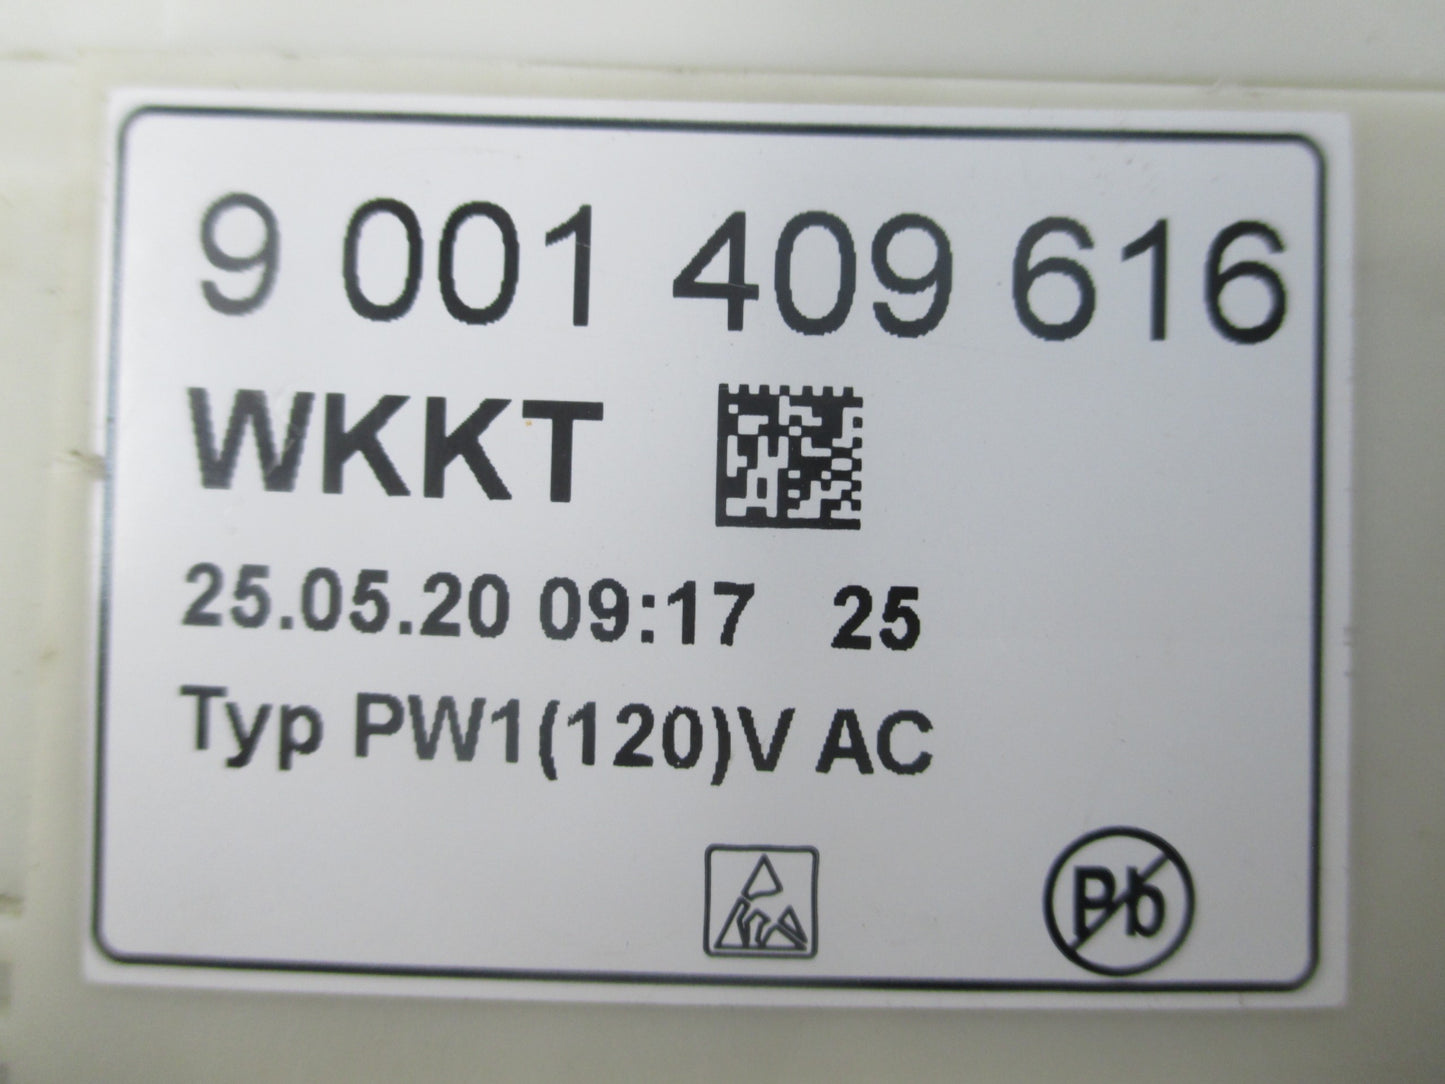 9 001 409 616
WKKT
25.05.20 09:17 25
Typ PW1(120)V AC
Pb